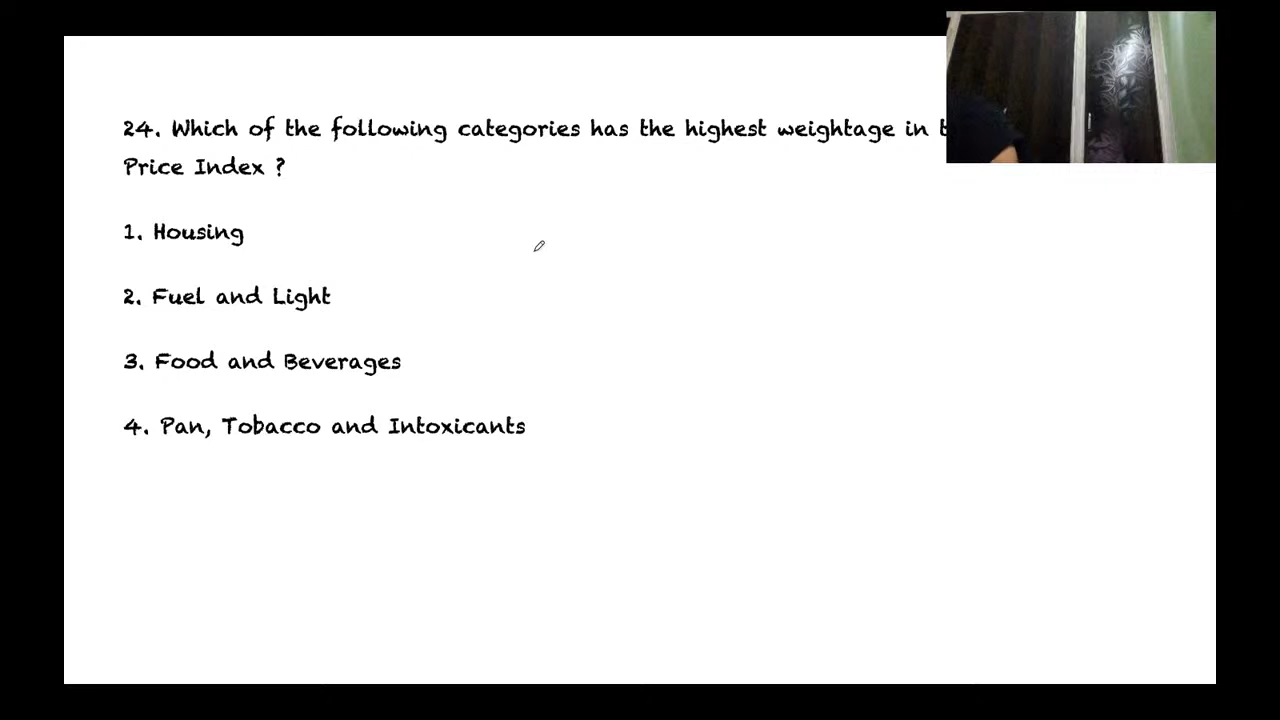 24. Which of the following categories has the highest weightage in
Price Index ?
1. Housing
2. Fuel and Light
3. Food and Beverages
4. Pan, Tobacco and Intoxicants